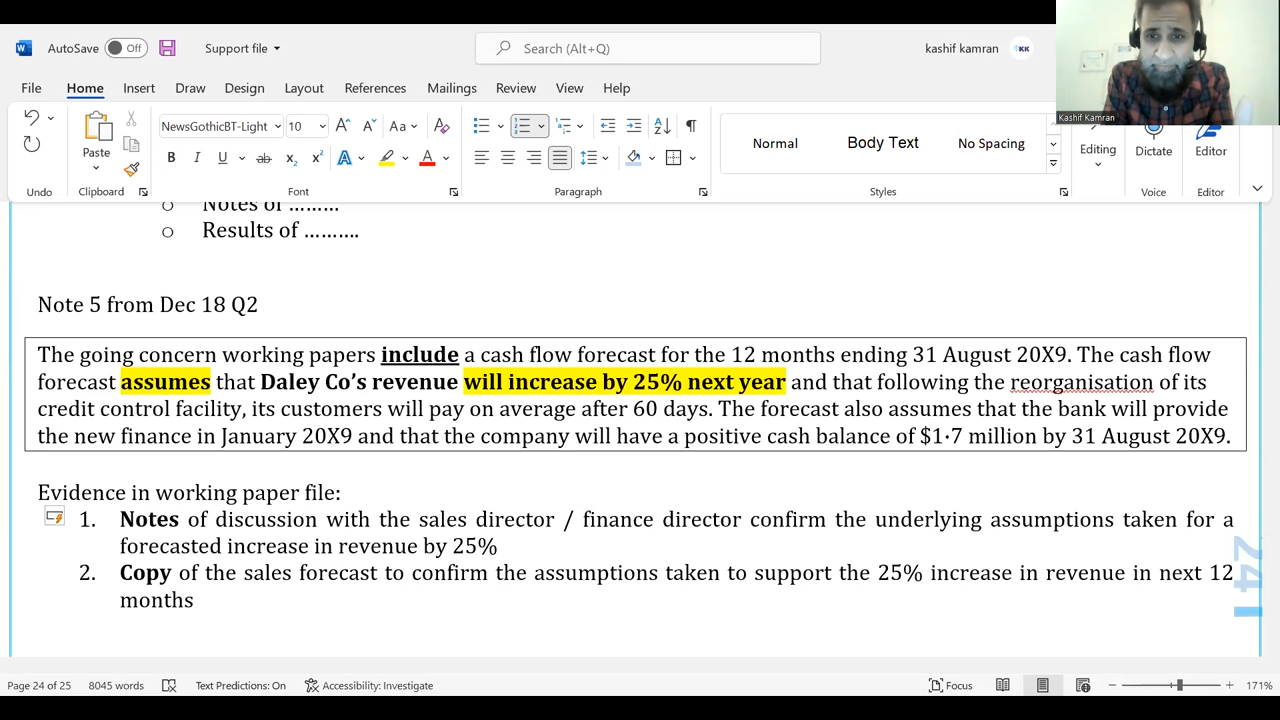 AutoSave Off Support file Search (Alt+Q) kashif kamran KK
Kashif Kamran
File Home Insert Draw Design Layout References Mailings Review View Help
NewsGothicBT-Light 10 Aa
Paste
Normal Body Text No Spacing
Editing Dictate Editor
Undo Clipboard Font Paragraph Styles Voice Editor
o Notes of ………
o Results of ……….
Note 5 from Dec 18 Q2
The going concern working papers include a cash flow forecast for the 12 months ending 31 August 20X9. The cash flow
forecast assumes that Daley Co’s revenue will increase by 25% next year and that following the reorganisation of its
credit control facility, its customers will pay on average after 60 days. The forecast also assumes that the bank will provide
the new finance in January 20X9 and that the company will have a positive cash balance of $1·7 million by 31 August 20X9.
Evidence in working paper file:
1. Notes of discussion with the sales director / finance director confirm the underlying assumptions taken for a
forecasted increase in revenue by 25%
2. Copy of the sales forecast to confirm the assumptions taken to support the 25% increase in revenue in next 12
months
Page 24 of 25 8045 words Text Predictions: On Accessibility: Investigate Focus 171%